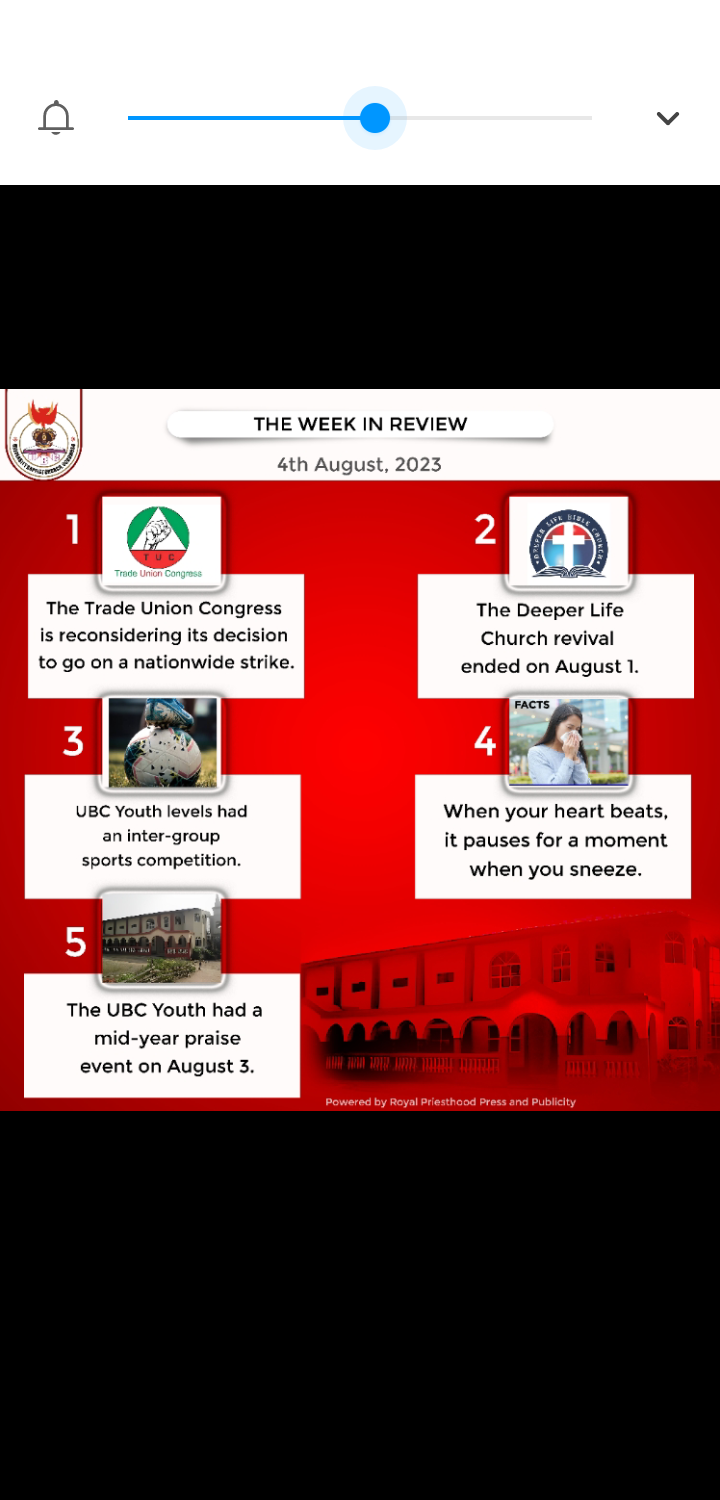 THE WEEK IN REVIEW
4th August, 2023
1
TUC
Trade Union Congress
The Trade Union Congress
is reconsidering its decision
to go on a nationwide strike.
2
DEEPER LIFE BIBLE CHURCH
The Deeper Life
Church revival
ended on August 1.
3
UBC Youth levels had
an inter-group
sports competition.
4
FACTS
When your heart beats,
it pauses for a moment
when you sneeze.
5
The UBC Youth had a
mid-year praise
event on August 3.
Powered by Royal Priesthood Press and Publicity